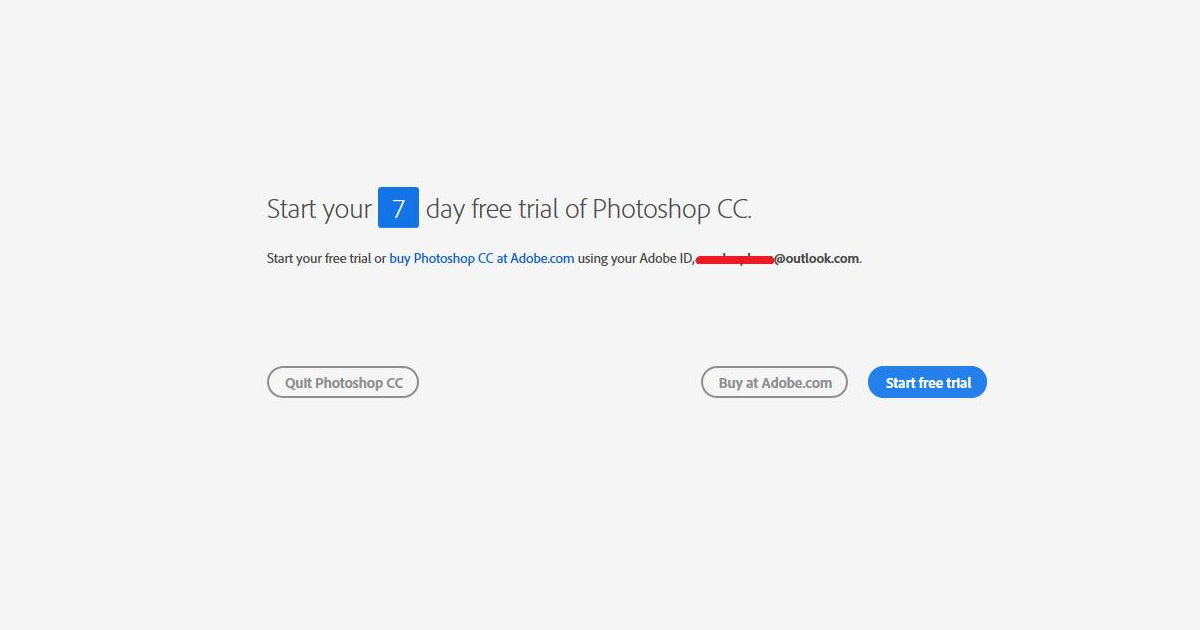 Start your 7 day free trial of Photoshop CC.
Start your free trial or buy Photoshop CC at Adobe.com using your Adobe ID, @outlook.com.
Quit Photoshop CC
Buy at Adobe.com
Start free trial